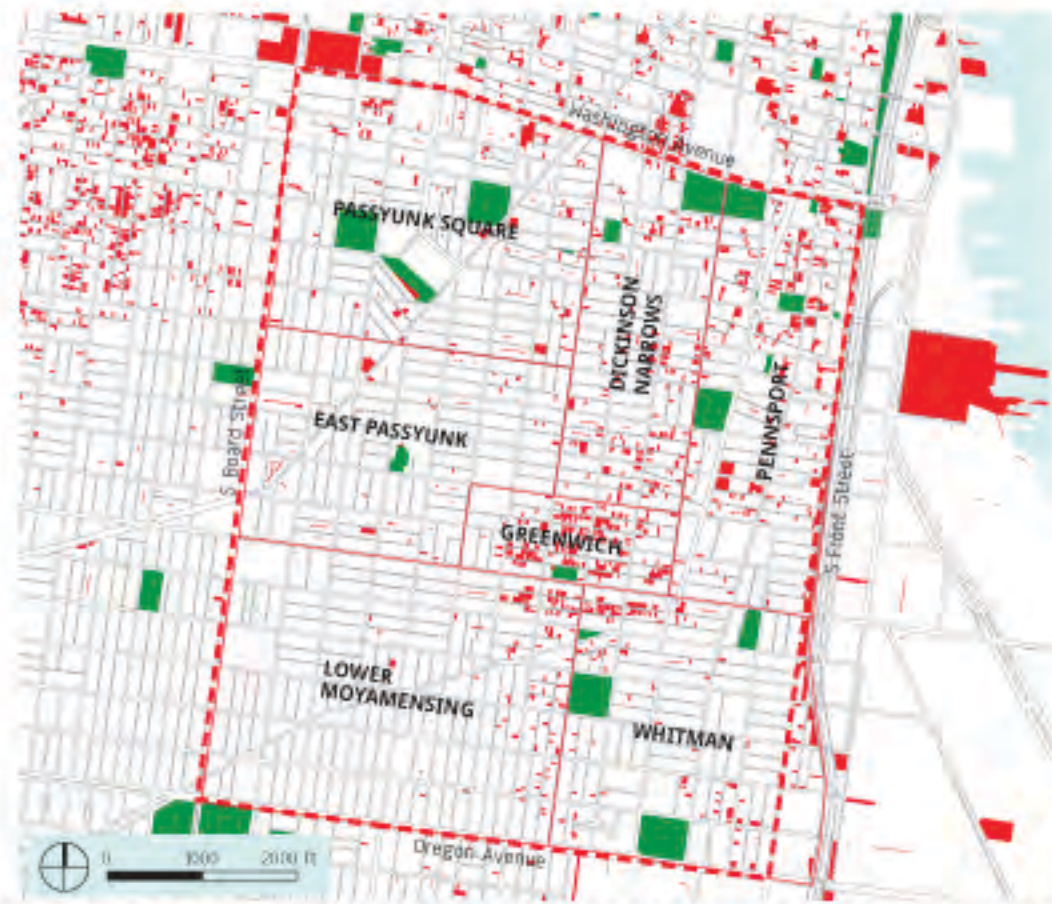 Washington Avenue
PASSYUNK SQUARE
DICKINSON
NARROWS
PENNSPORT
S Board Street
EAST PASSYUNK
S Front Street
GREENWICH
LOWER
MOYAMENSING
WHITMAN
Oregon Avenue
0 1000 2000 ft